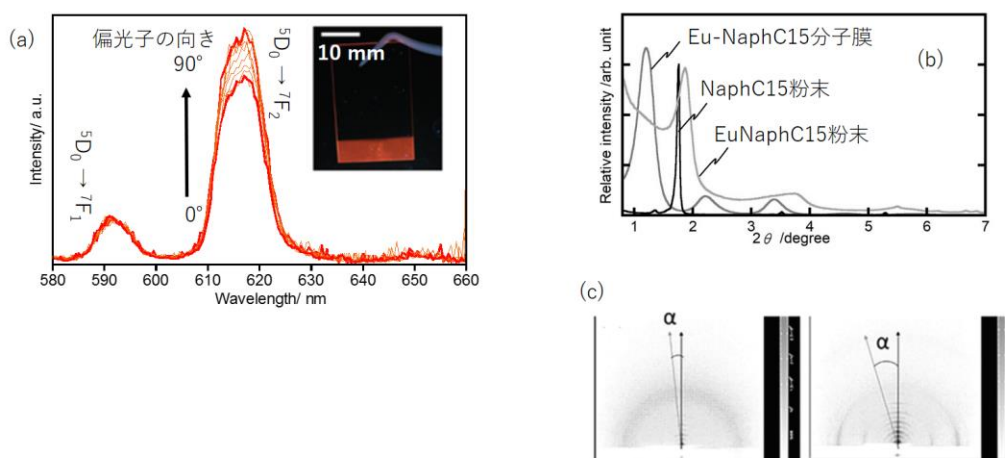 (a)
偏光子の向き
90°
0°
⁵D₀ → ⁷F₁
⁵D₀ → ⁷F₂
10 mm
Intensity/ a.u.
580 590 600 610 620 630 640 650 660
Wavelength/ nm
(b)
Eu-NaphC15分子膜
NaphC15粉末
EuNaphC15粉末
Relative intensity /arb. unit
1 2 3 4 5 6 7
2θ /degree
(c)
α
α